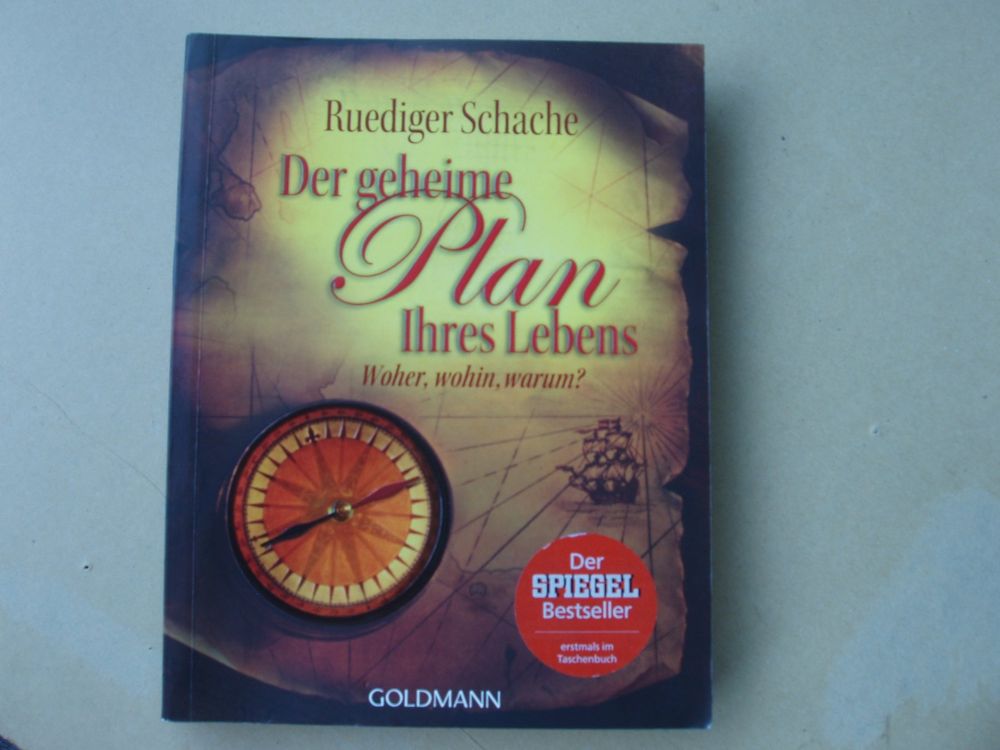 Ruediger Schache
Der geheime
Plan
Ihres Lebens
Woher, wohin, warum?
Der
SPIEGEL
Bestseller
erstmals im
Taschenbuch
GOLDMANN